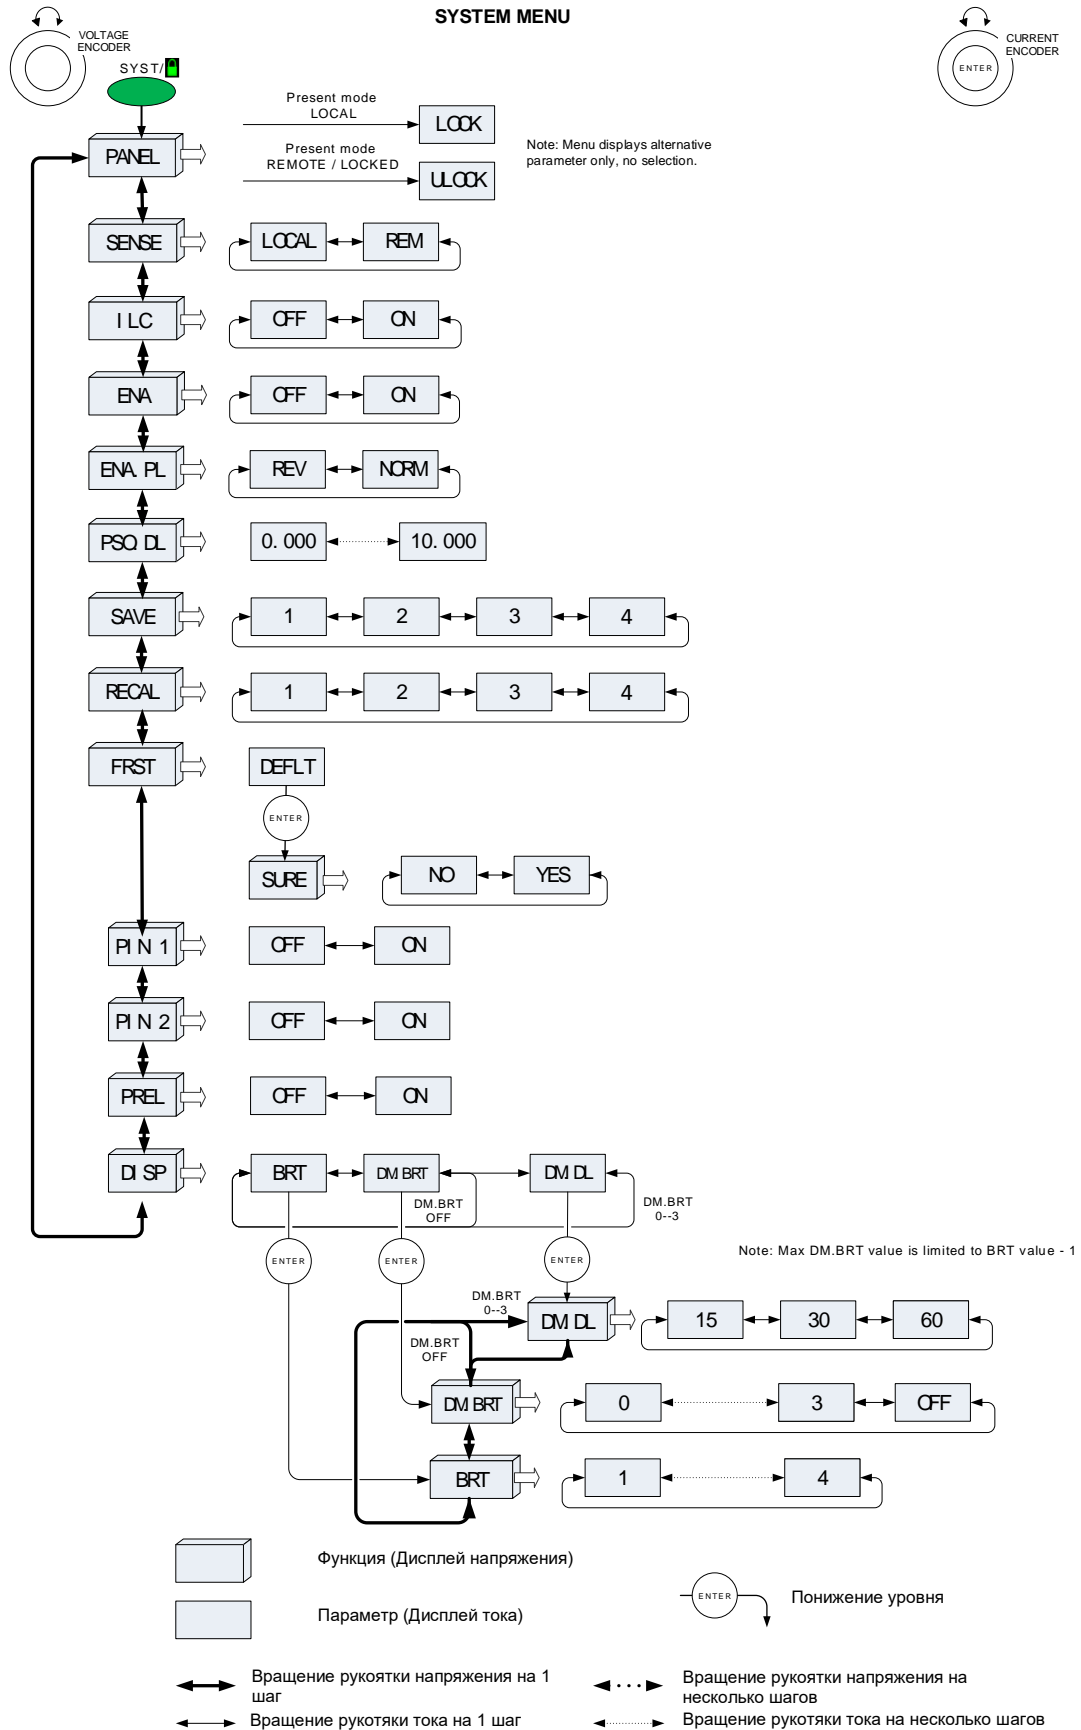 SYSTEM MENU
VOLTAGE
ENCODER
CURRENT
ENCODER
ENTER
SYST/
PANEL
Present mode
LOCAL
LOCK
Present mode
REMOTE / LOCKED
ULOCK
Note: Menu displays alternative
parameter only, no selection.
SENSE
LOCAL
REM
ILC
OFF
ON
ENA
OFF
ON
ENA.PL
REV
NORM
PSQ.DL
0.000
10.000
SAVE
1
2
3
4
RECAL
1
2
3
4
FRST
DEFLT
ENTER
SURE
NO
YES
PIN 1
OFF
ON
PIN 2
OFF
ON
PREL
OFF
ON
DISP
BRT
DM.BRT
DM.DL
DM.BRT
OFF
DM.BRT
0--3
ENTER
ENTER
ENTER
Note: Max DM.BRT value is limited to BRT value - 1
DM.BRT
0--3
DM.DL
15
30
60
DM.BRT
OFF
DM.BRT
0
3
OFF
BRT
1
4
Функция (Дисплей напряжения)
Параметр (Дисплей тока)
ENTER
Понижение уровня
Вращение рукоятки напряжения на 1
шаг
Вращение рукоятки напряжения на
несколько шагов
Вращение рукотяки тока на 1 шаг
Вращение рукотяки тока на несколько шагов